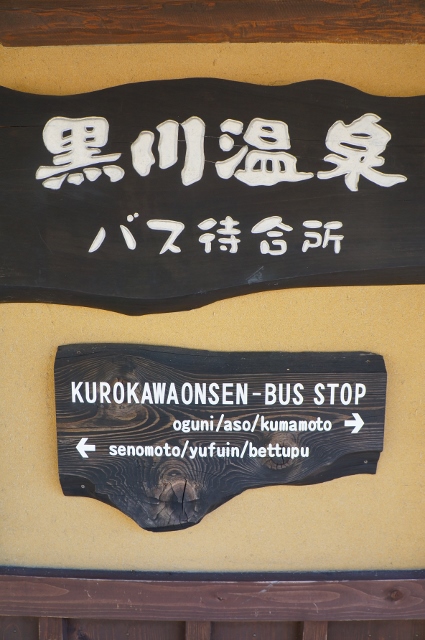 黒川温泉
バス待合所
KUROKAWAONSEN-BUS STOP
oguni/aso/kumamoto →
← senomoto/yufuin/bettupu